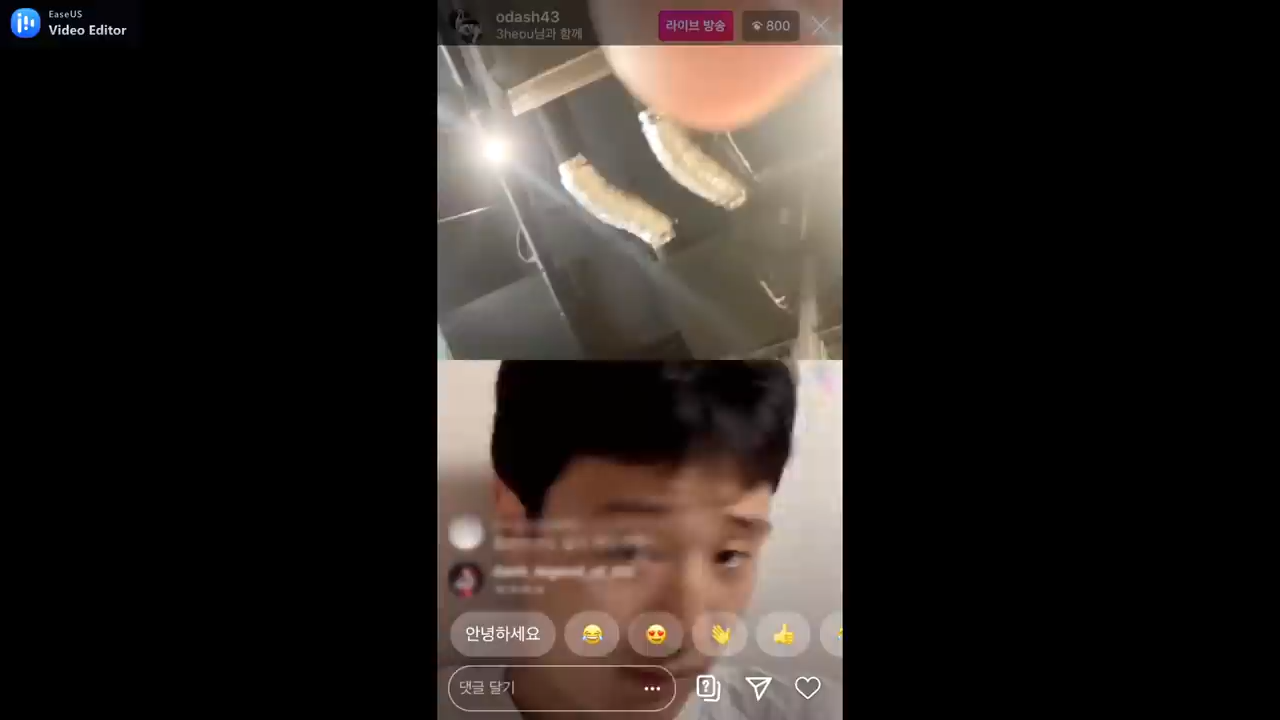 EaseUS
Video Editor
odash43
3heou님과 함께
라이브 방송
800
안녕하세요
댓글 달기